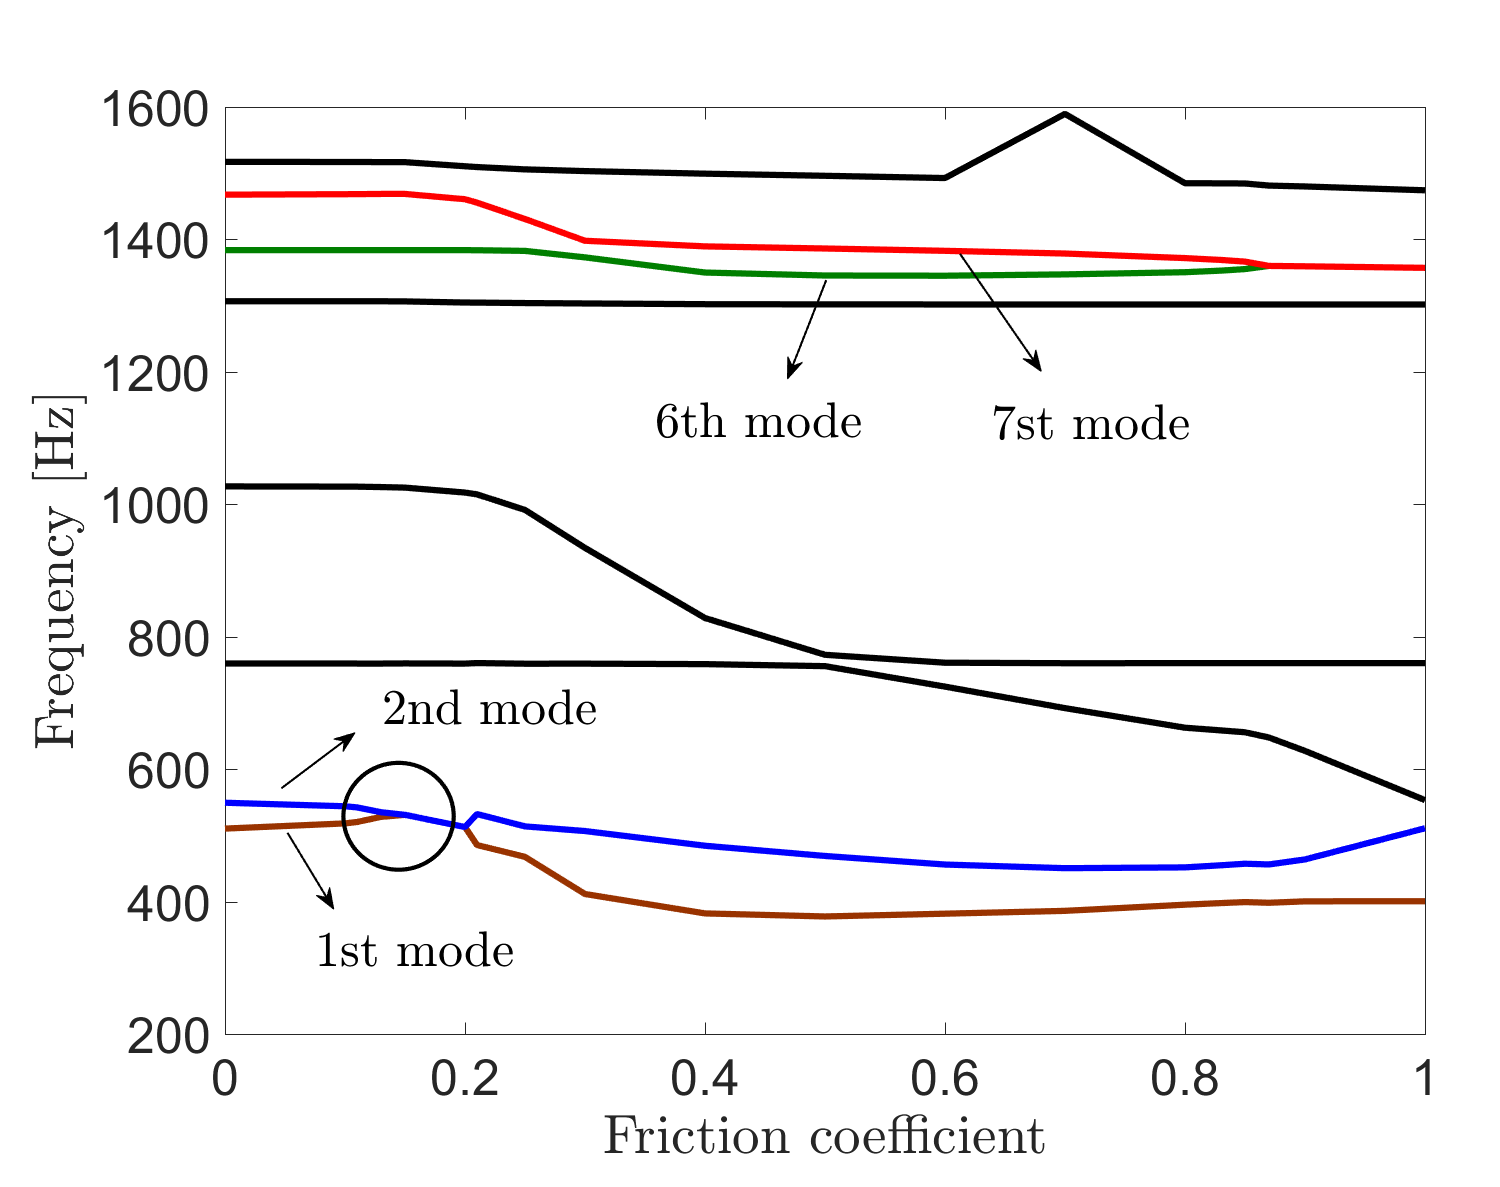 1600
1400
1200
1000
800
600
400
200
Frequency [Hz]
6th mode
7st mode
2nd mode
1st mode
0 0.2 0.4 0.6 0.8 1
Friction coefficient